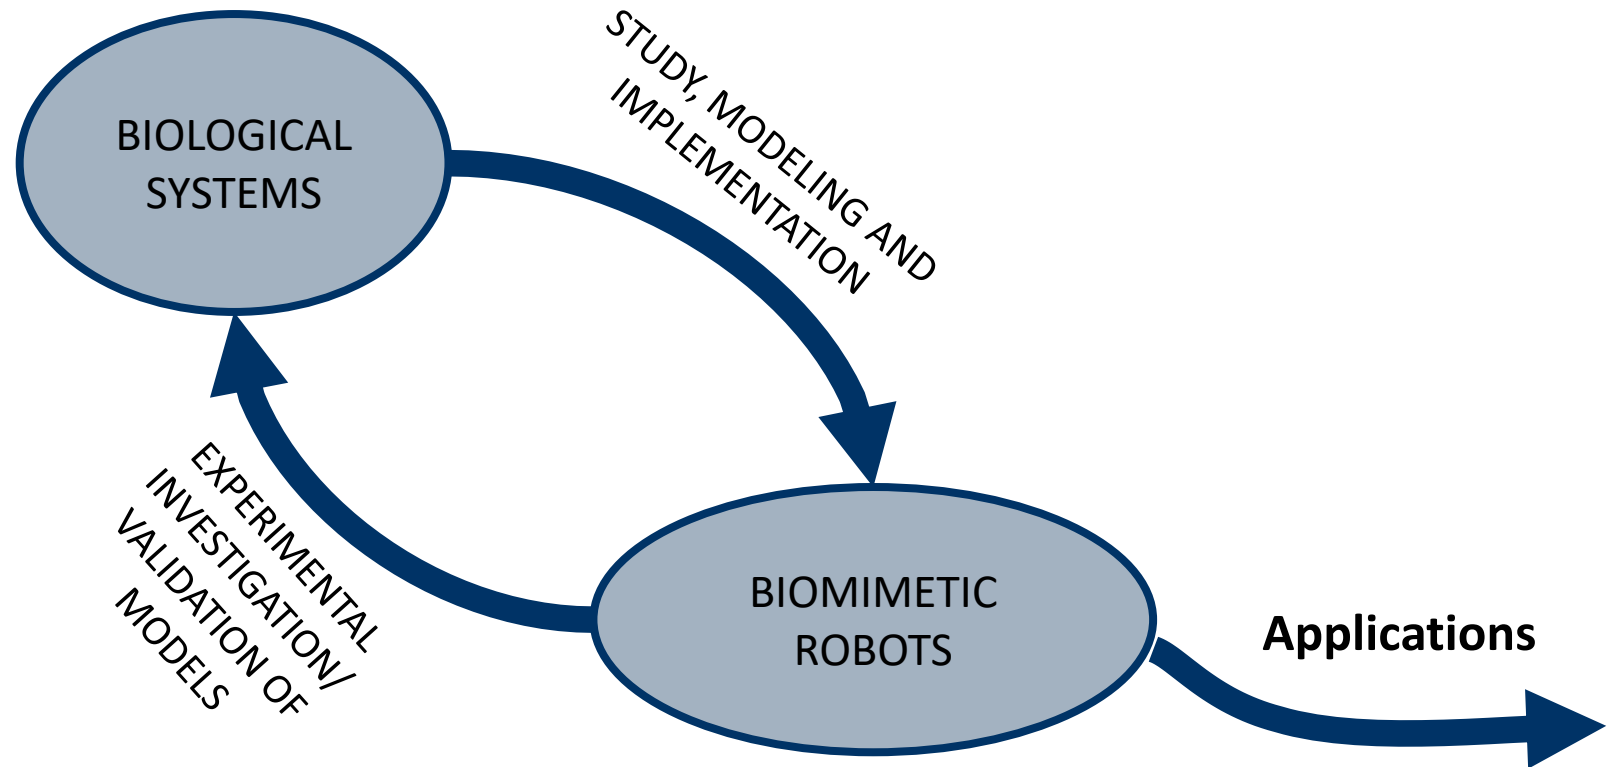 BIOLOGICAL
SYSTEMS
STUDY, MODELING AND
IMPLEMENTATION
EXPERIMENTAL
INVESTIGATION/
VALIDATION OF
MODELS
BIOMIMETIC
ROBOTS
Applications